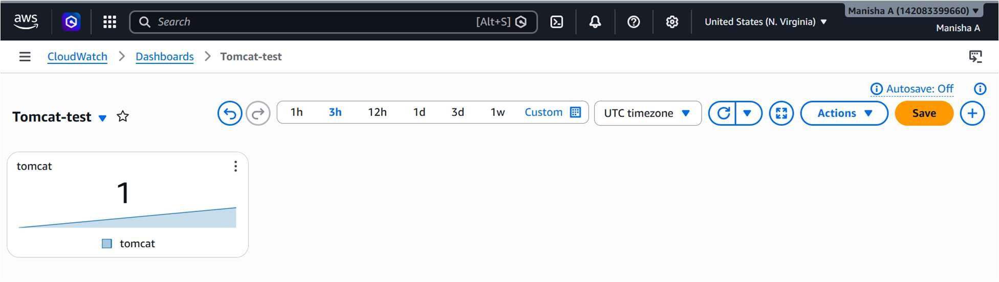 aws
Search [Alt+S]
United States (N. Virginia)
Manisha A (142083399660)
Manisha A
CloudWatch
Dashboards
Tomcat-test
Autosave: Off
Tomcat-test
1h 3h 12h 1d 3d 1w Custom
UTC timezone
Actions
Save
tomcat
1
tomcat